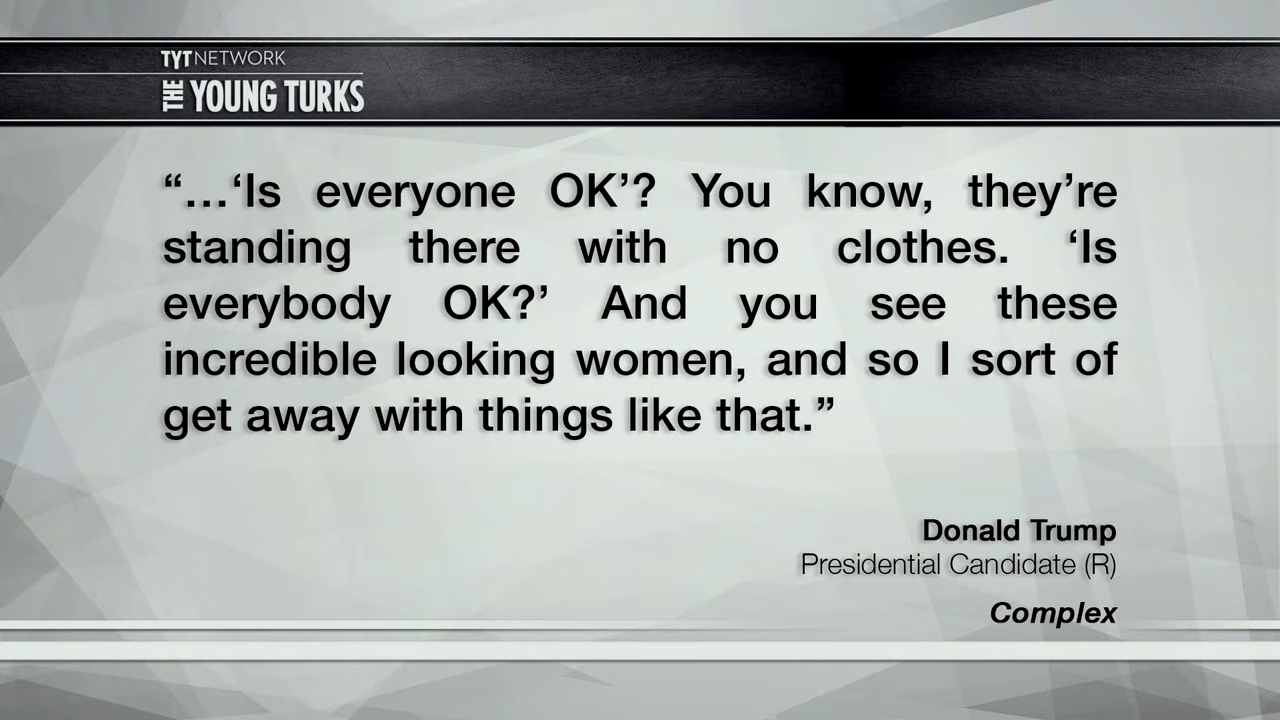 TYT NETWORK
THE YOUNG TURKS
“…‘Is everyone OK’? You know, they’re
standing there with no clothes. ‘Is
everybody OK?’ And you see these
incredible looking women, and so I sort of
get away with things like that.”
Donald Trump
Presidential Candidate (R)
Complex